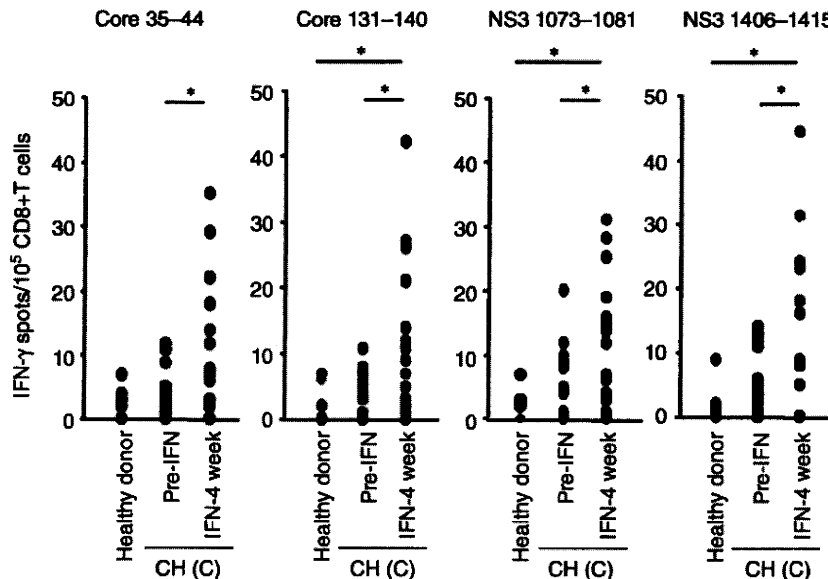 Core 35–44
Core 131–140
NS3 1073–1081
NS3 1406–1415
*
*
*
*
*
*
*
IFN-γ spots/10⁵ CD8+T cells
50
40
30
20
10
0
50
40
30
20
10
0
50
40
30
20
10
0
50
40
30
20
10
0
Healthy donor
Pre-IFN
IFN-4 week
Healthy donor
Pre-IFN
IFN-4 week
Healthy donor
Pre-IFN
IFN-4 week
Healthy donor
Pre-IFN
IFN-4 week
CH (C)
CH (C)
CH (C)
CH (C)